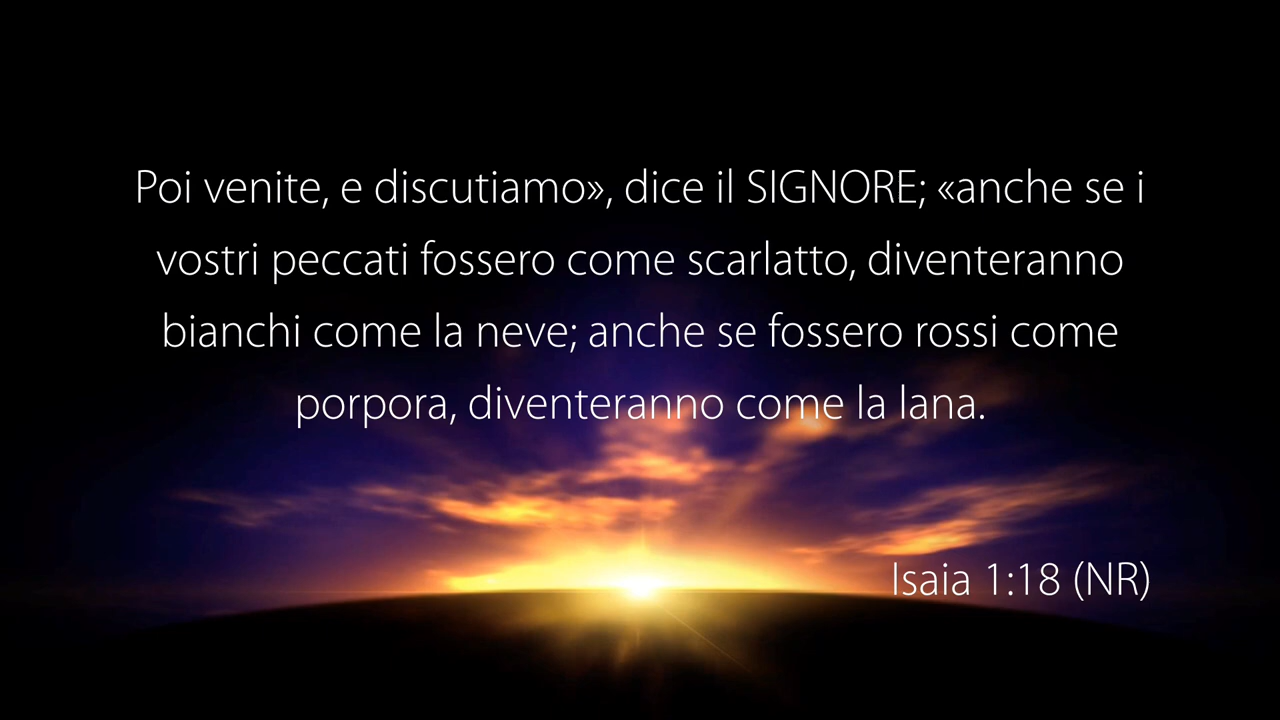 Poi venite, e discutiamo», dice il SIGNORE; «anche se i
vostri peccati fossero come scarlatto, diventeranno
bianchi come la neve; anche se fossero rossi come
porpora, diventeranno come la lana.
Isaia 1:18 (NR)